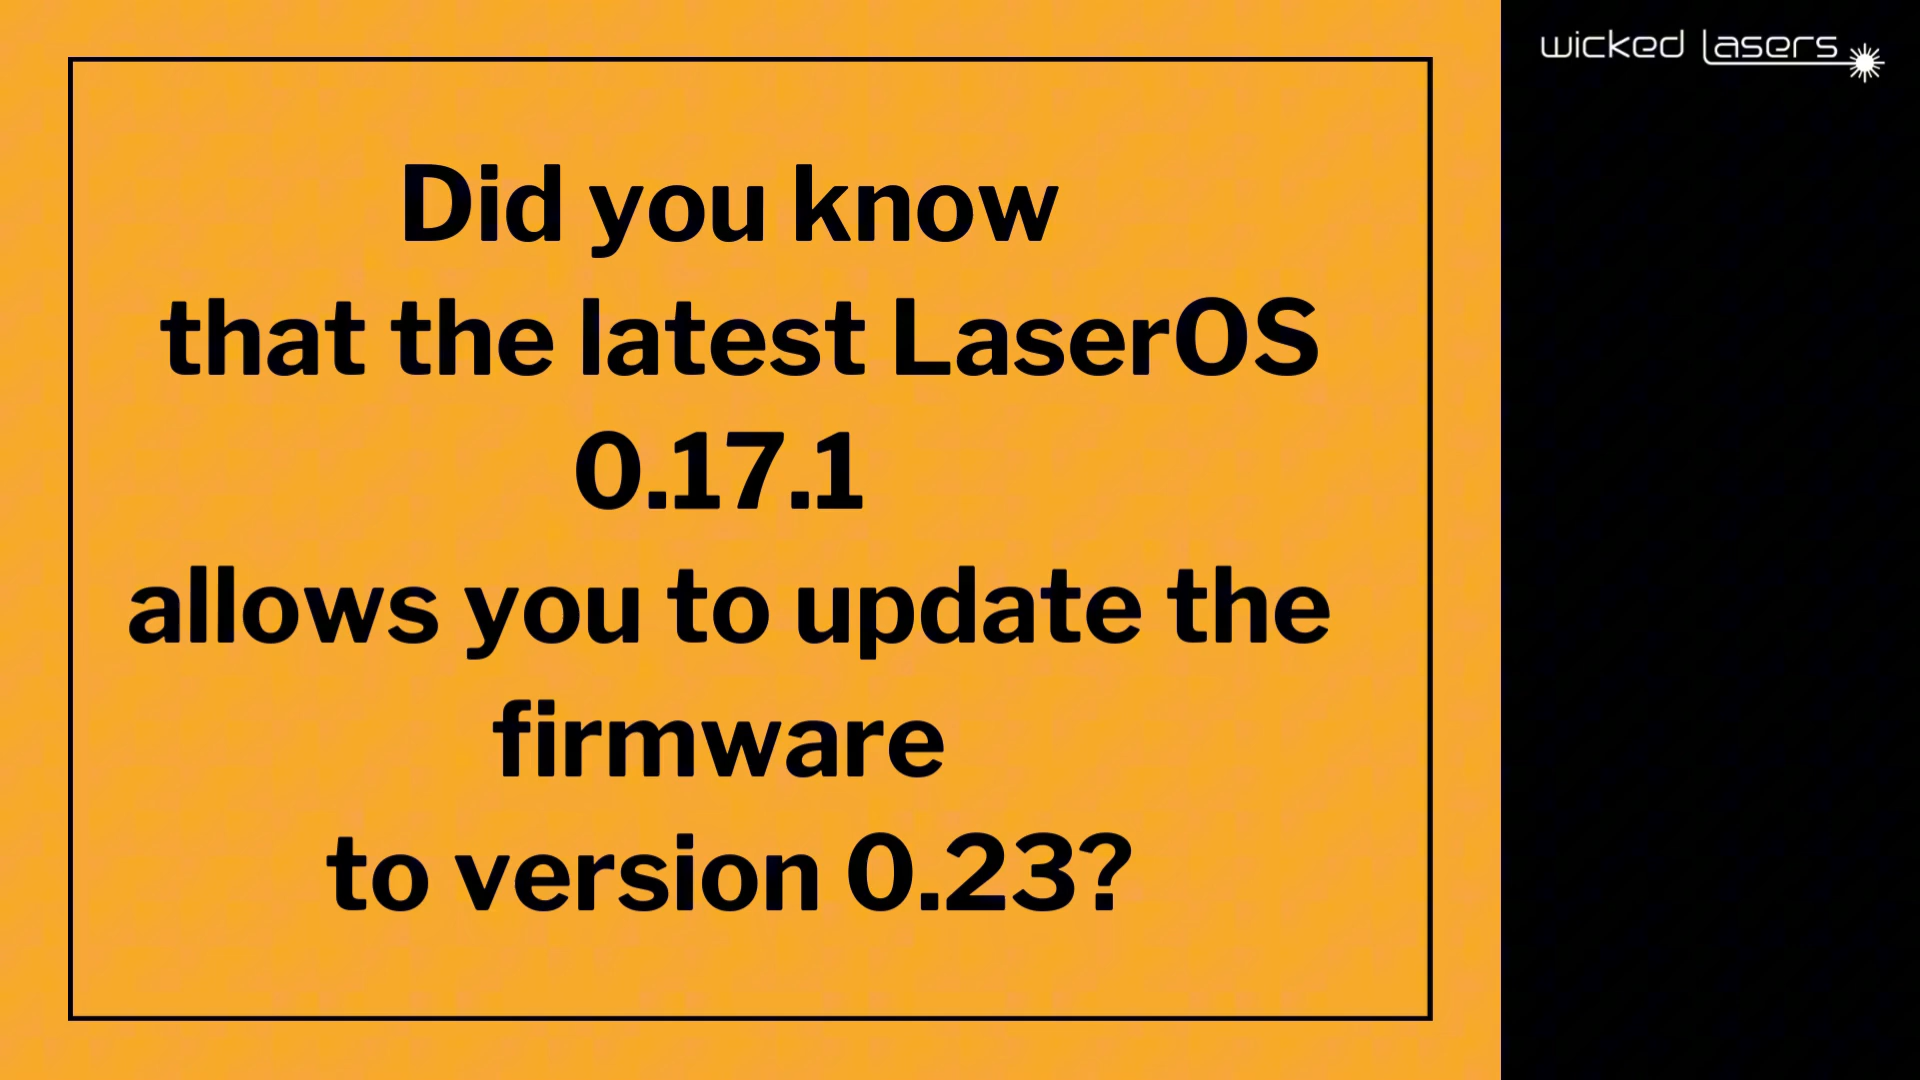 Did you know
that the latest LaserOS
0.17.1
allows you to update the
firmware
to version 0.23?
wicked lasers